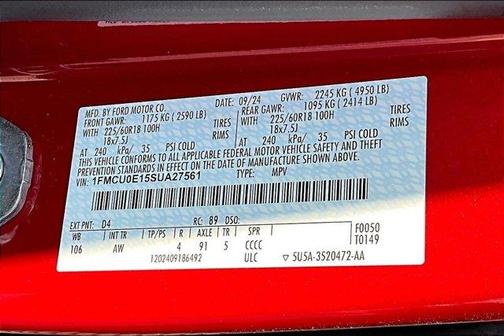 MFD. BY FORD MOTOR CO.
DATE: 09/24 GVWR: 2245 KG ( 4950 LB)
FRONT GAWR: 1175 KG ( 2590 LB) REAR GAWR: 1095 KG ( 2414 LB)
WITH 225/60R18 100H TIRES WITH 225/60R18 100H TIRES
18x7.5J RIMS 18x7.5J RIMS
AT 240 kPa/ 35 PSI COLD AT 240 kPa/ 35 PSI COLD
THIS VEHICLE CONFORMS TO ALL APPLICABLE FEDERAL MOTOR VEHICLE SAFETY, BUMPER, AND THEFT
PREVENTION STANDARDS IN EFFECT ON THE DATE OF MANUFACTURE SHOWN ABOVE.
VIN: 1FMCU0E15SUA27561 TYPE: MPV
EXT PNT: D4 RC: 89 DSO: F0050
WB INT TR TP/PS R AXLE TR SPR T0149
106 AW 4 91 5 CCCC
1202409186492 ULC ▽ 5U5A-3520472-AA